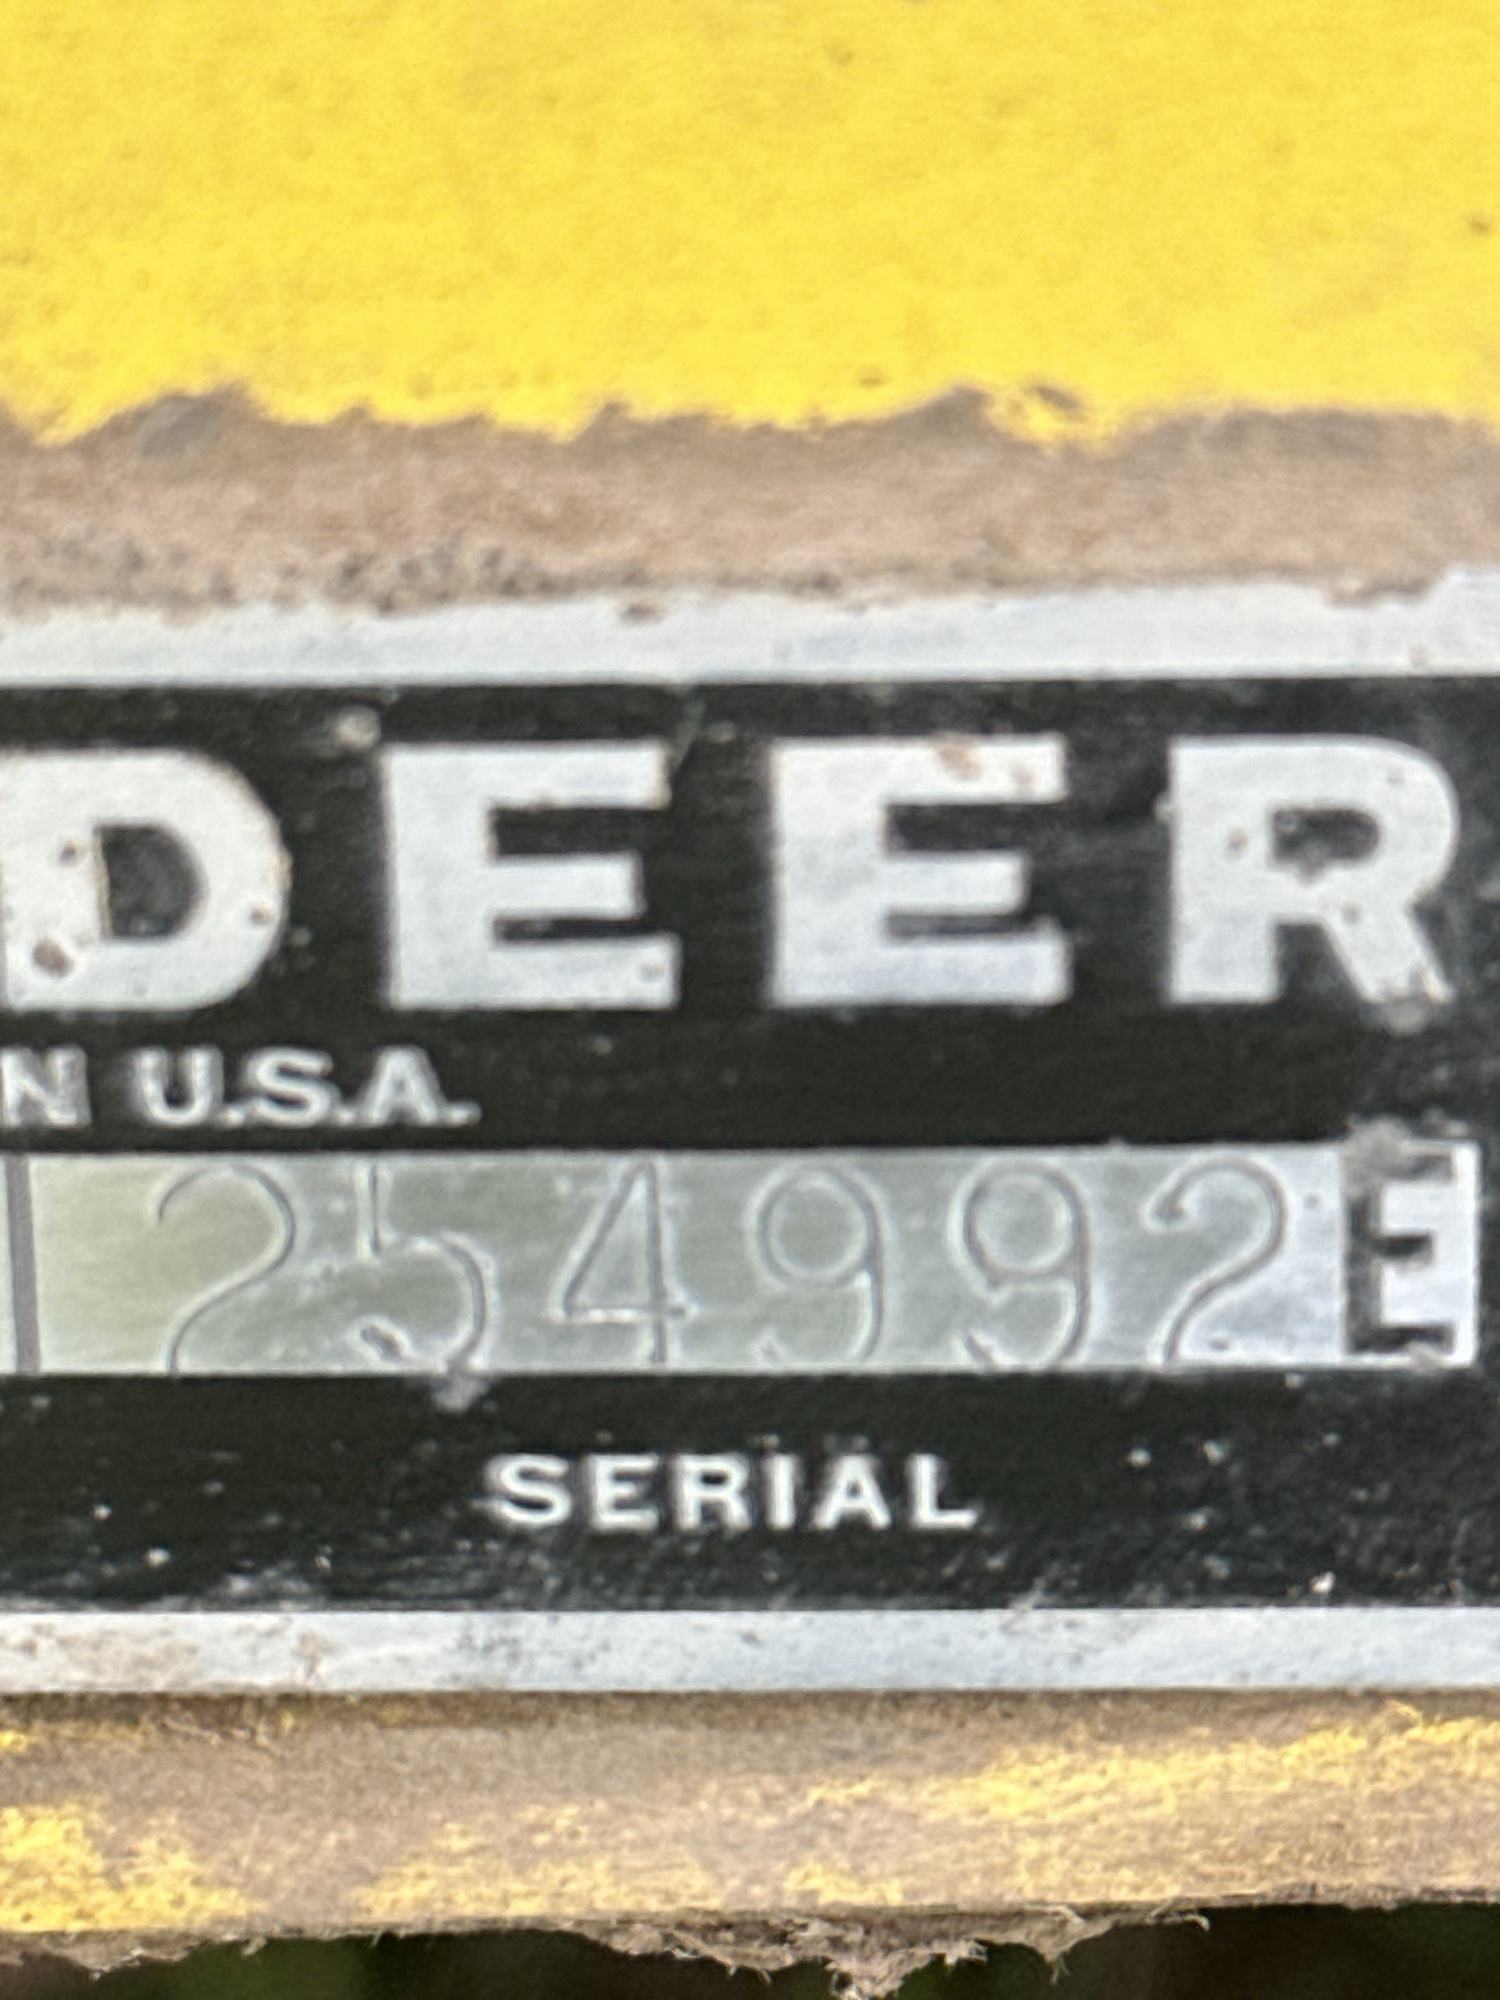 DEER
N U.S.A.
254992E
SERIAL